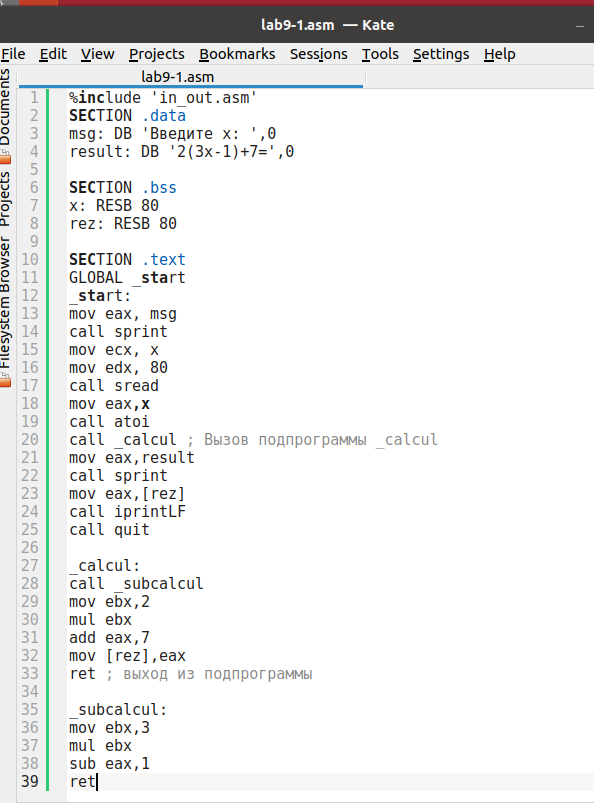 lab9-1.asm — Kate
File Edit View Projects Bookmarks Sessions Tools Settings Help
lab9-1.asm
Documents
Projects
Filesystem Browser
1 %include 'in_out.asm'
2 SECTION .data
3 msg: DB 'Введите x: ',0
4 result: DB '2(3x-1)+7=',0
5
6 SECTION .bss
7 x: RESB 80
8 rez: RESB 80
9
10 SECTION .text
11 GLOBAL _start
12 _start:
13 mov eax, msg
14 call sprint
15 mov ecx, x
16 mov edx, 80
17 call sread
18 mov eax,x
19 call atoi
20 call _calcul ; Вызов подпрограммы _calcul
21 mov eax,result
22 call sprint
23 mov eax,[rez]
24 call iprintLF
25 call quit
26
27 _calcul:
28 call _subcalcul
29 mov ebx,2
30 mul ebx
31 add eax,7
32 mov [rez],eax
33 ret ; выход из подпрограммы
34
35 _subcalcul:
36 mov ebx,3
37 mul ebx
38 sub eax,1
39 ret